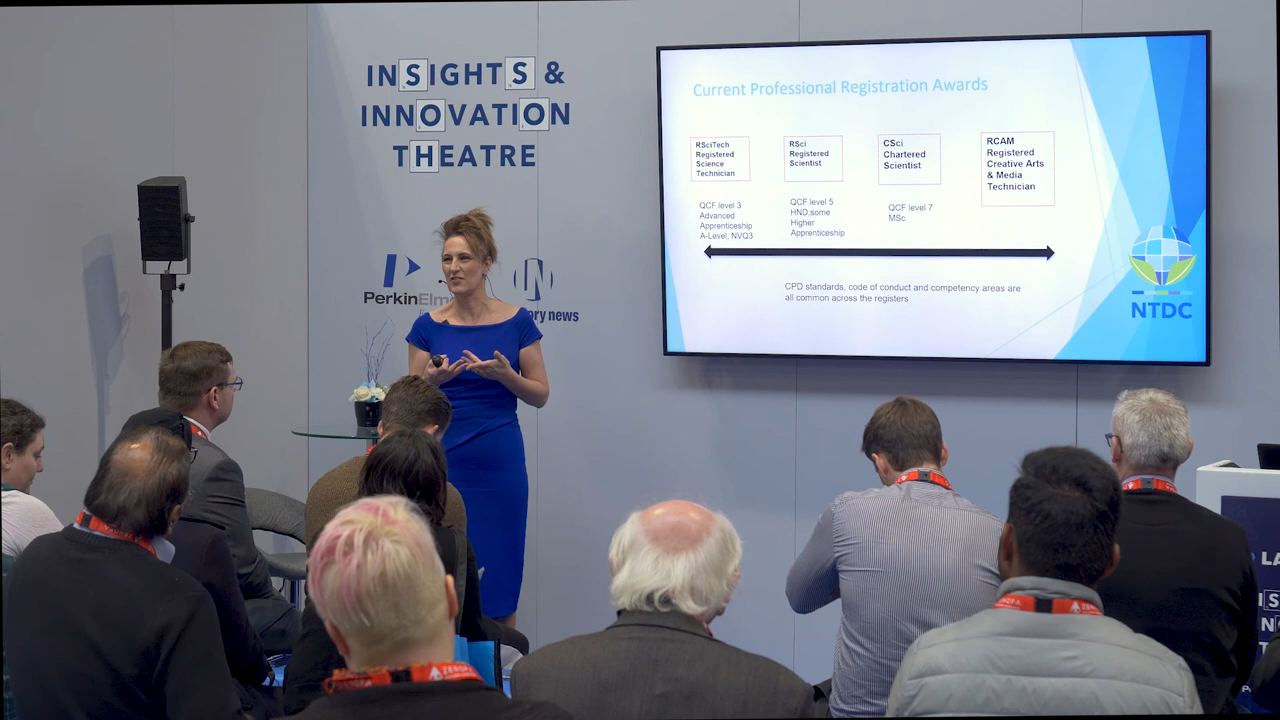 INSIGHTS &
INNOVATION
THEATRE
PerkinElm
ory news
Current Professional Registration Awards
RSciTech
Registered
Science
Technician
RSci
Registered
Scientist
CSci
Chartered
Scientist
RCAM
Registered
Creative Arts
& Media
Technician
QCF level 3
Advanced
Apprenticeship
A-Level, NVQ3
QCF level 5
HND,some
Higher
Apprenticeship
QCF level 7
MSc
CPD standards, code of conduct and competency areas are
all common across the registers
NTDC
LA